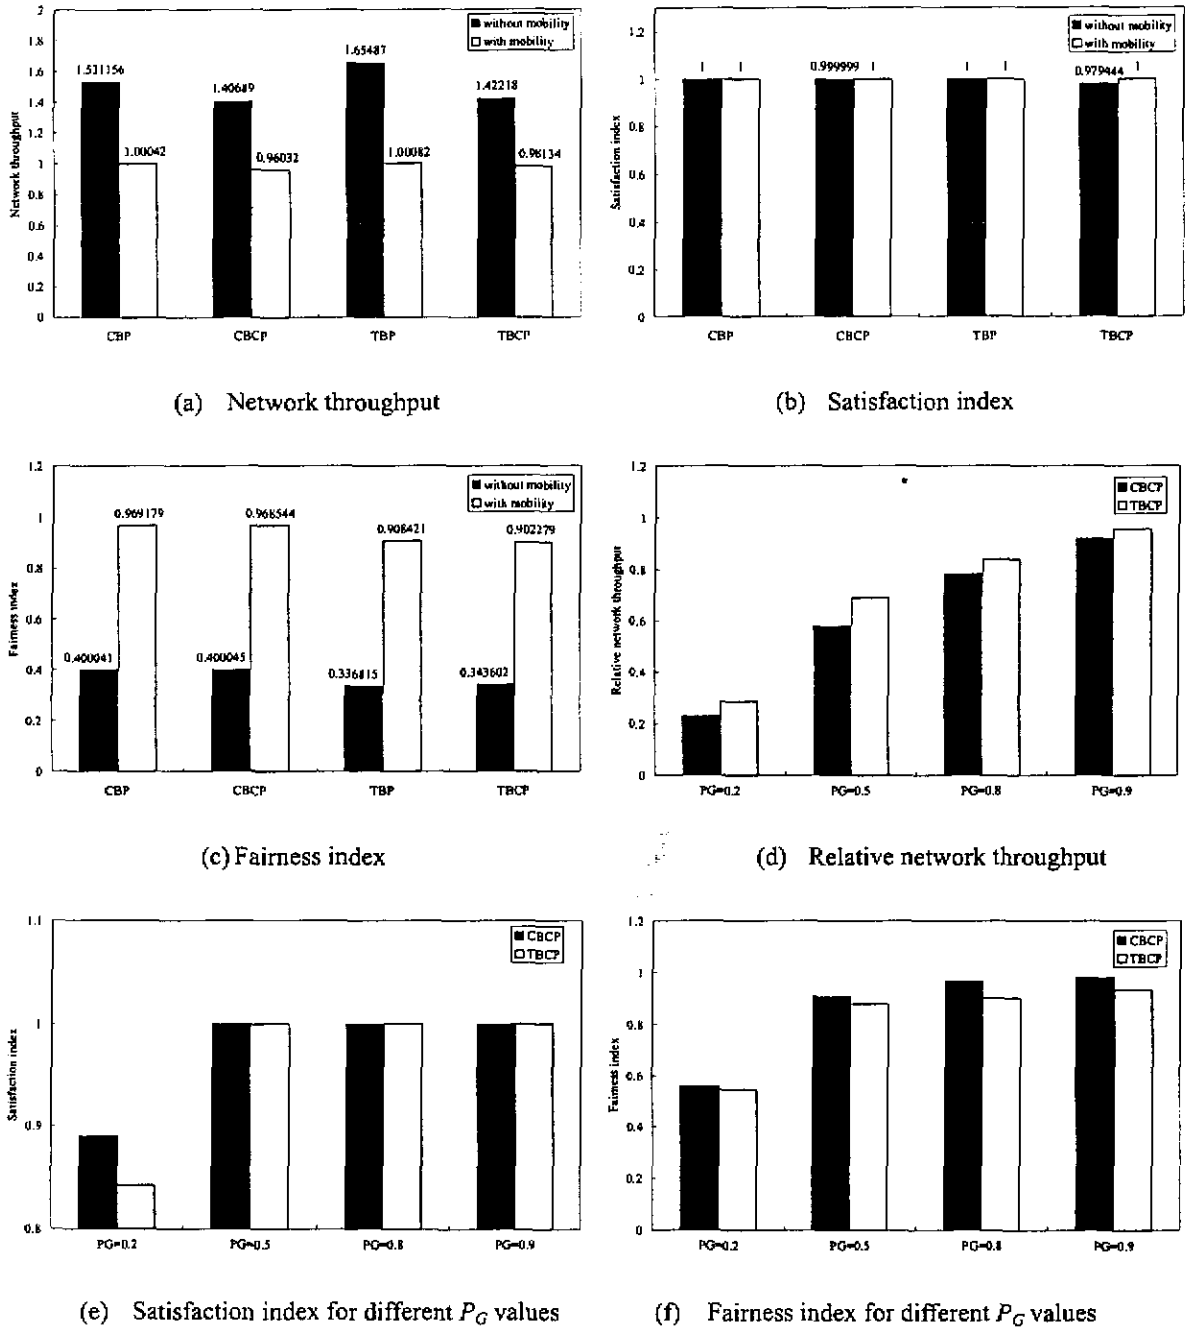 2
without mobility
with mobility
1.8
1.65487
1.6
1.531156
1.40689
1.42218
1.4
1.2
1.00042
0.96032
1.00082
0.98134
1
0.8
0.6
0.4
0.2
0
Network throughput
CBP CBCP TBP TBCP
(a) Network throughput
without mobility
with mobility
1.2
1 1 0.999999 1 1 1 0.979444 1
1
0.8
0.6
0.4
0.2
0
Satisfaction index
CBP CBCP TBP TBCP
(b) Satisfaction index
1.2
without mobility
with mobility
0.969179 0.968544 0.908421 0.902279
1
0.8
0.6
0.400041 0.400045 0.336815 0.343602
0.4
0.2
0
Fairness index
CBP CBCP TBP TBCP
(c) Fairness index
1.2
CBCP
TBCP
1
0.8
0.6
0.4
0.2
0
Relative network throughput
PG=0.2 PG=0.5 PG=0.8 PG=0.9
(d) Relative network throughput
1.1
CBCP
TBCP
1
0.9
0.8
Satisfaction index
PG=0.2 PG=0.5 PG=0.8 PG=0.9
(e) Satisfaction index for different P_G values
1.2
CBCP
TBCP
1
0.8
0.6
0.4
0.2
0
Fairness index
PG=0.2 PG=0.5 PG=0.8 PG=0.9
(f) Fairness index for different P_G values